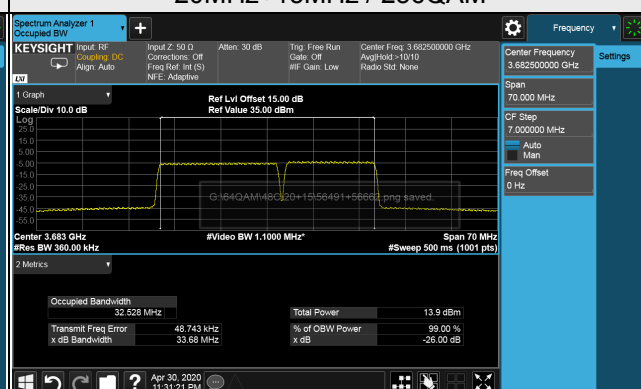 Spectrum Analyzer 1
Occupied BW
Frequency
KEYSIGHT
Input: RF
Coupling: DC
Align: Auto
Input Z: 50 Ω
Corrections: Off
Freq Ref: Int (S)
NFE: Adaptive
Atten: 30 dB
Trig: Free Run
Gate: Off
#IF Gain: Low
Center Freq: 3.682500000 GHz
Avg|Hold:>10/10
Radio Std: None
LXI
Center Frequency
3.682500000 GHz
Settings
Span
70.000 MHz
CF Step
7.000000 MHz
Auto
Man
Freq Offset
0 Hz
1 Graph
Scale/Div 10.0 dB
Ref Lvl Offset 15.00 dB
Ref Value 35.00 dBm
Log
25.0
15.0
5.00
-5.00
-15.0
-25.0
-35.0
-45.0
-55.0
Center 3.683 GHz
#Res BW 360.00 kHz
#Video BW 1.1000 MHz*
Span 70 MHz
#Sweep 500 ms (1001 pts)
2 Metrics
Occupied Bandwidth
32.528 MHz
Total Power 13.9 dBm
Transmit Freq Error 48.743 kHz
% of OBW Power 99.00 %
x dB Bandwidth 33.68 MHz
x dB -26.00 dB
Apr 30, 2020
11:31:21 PM